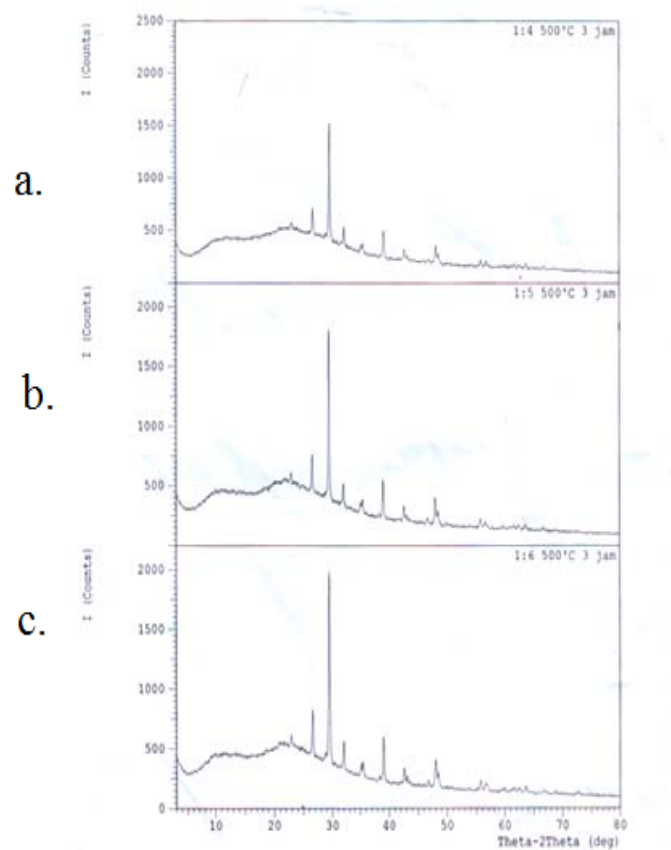 2500
1:4 500°C 3 jam
2000
1500
1000
500
I (Counts)
a.
1:5 500°C 3 jam
2000
1500
1000
500
I (Counts)
b.
1:6 500°C 3 jam
2000
1500
1000
500
0
I (Counts)
c.
10 20 30 40 50 60 70 80
Theta-2Theta (deg)